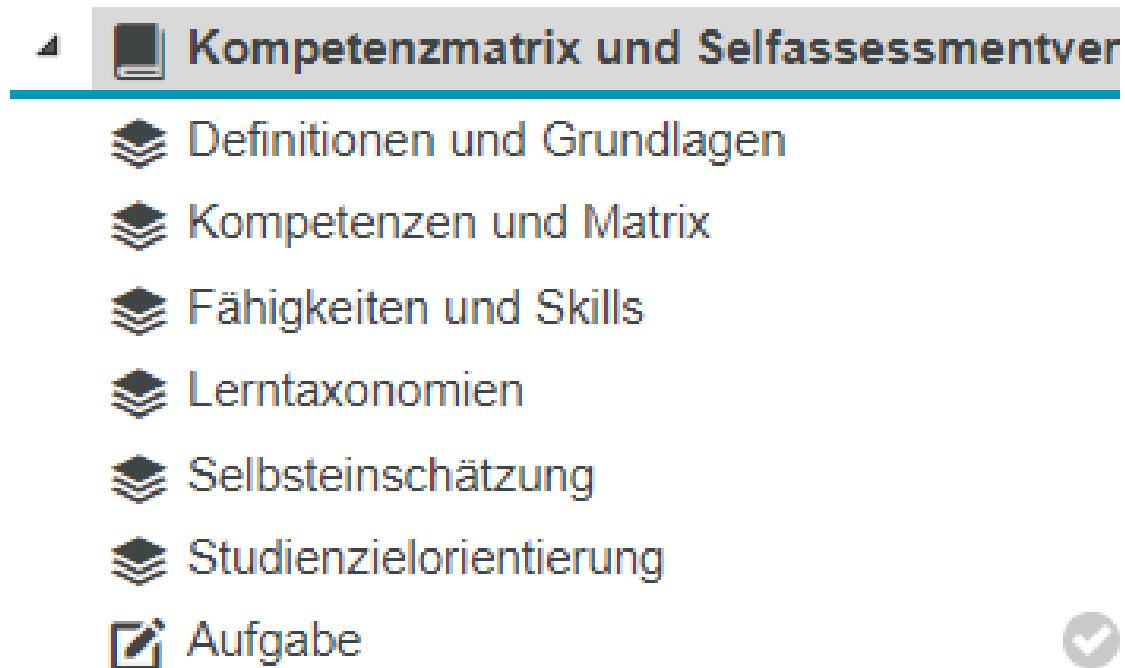 Kompetenzmatrix und Selfassessmentver
Definitionen und Grundlagen
Kompetenzen und Matrix
Fähigkeiten und Skills
Lerntaxonomien
Selbsteinschätzung
Studienzielorientierung
Aufgabe